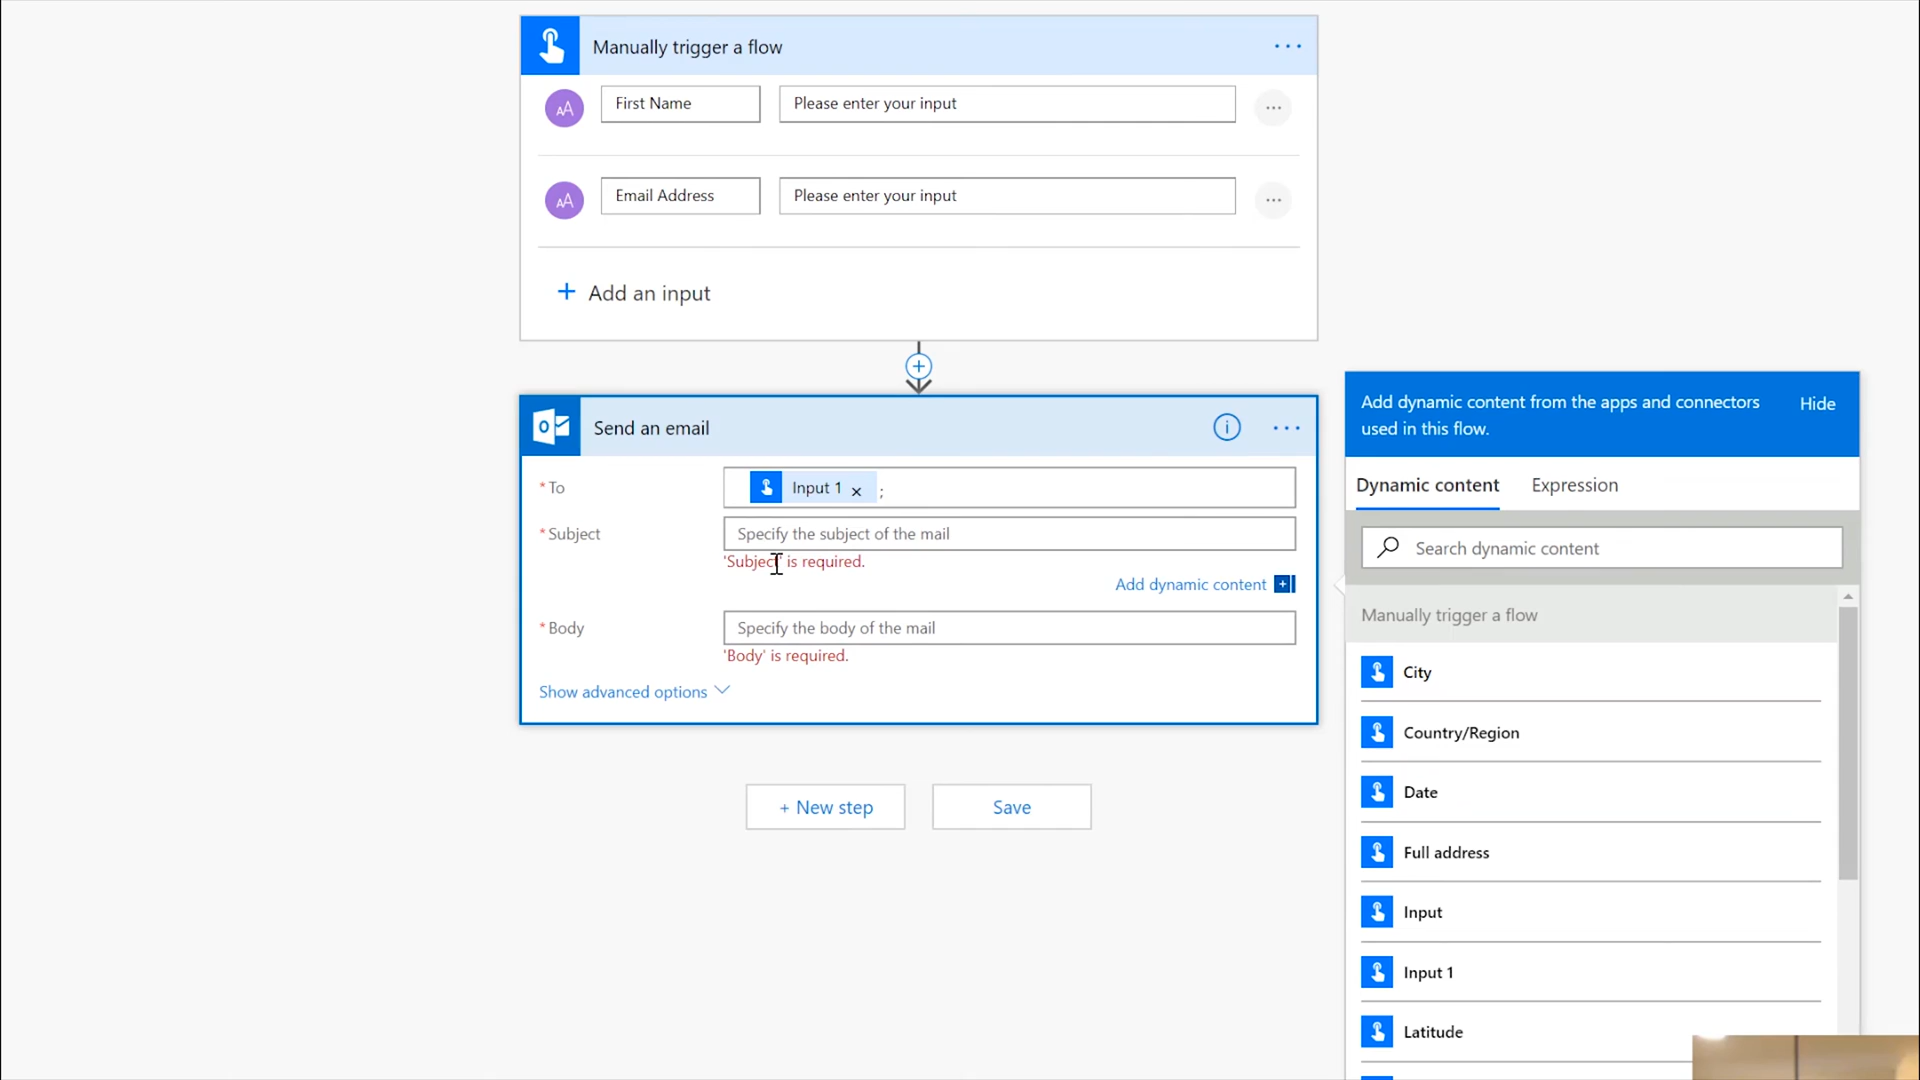 Manually trigger a flow
...
AA First Name Please enter your input ...
AA Email Address Please enter your input ...
+ Add an input
Send an email
* To Input 1 × ;
* Subject Specify the subject of the mail
'Subject' is required.
Add dynamic content
* Body Specify the body of the mail
'Body' is required.
Show advanced options
+ New step Save
Add dynamic content from the apps and connectors
used in this flow.
Hide
Dynamic content Expression
Search dynamic content
Manually trigger a flow
City
Country/Region
Date
Full address
Input
Input 1
Latitude